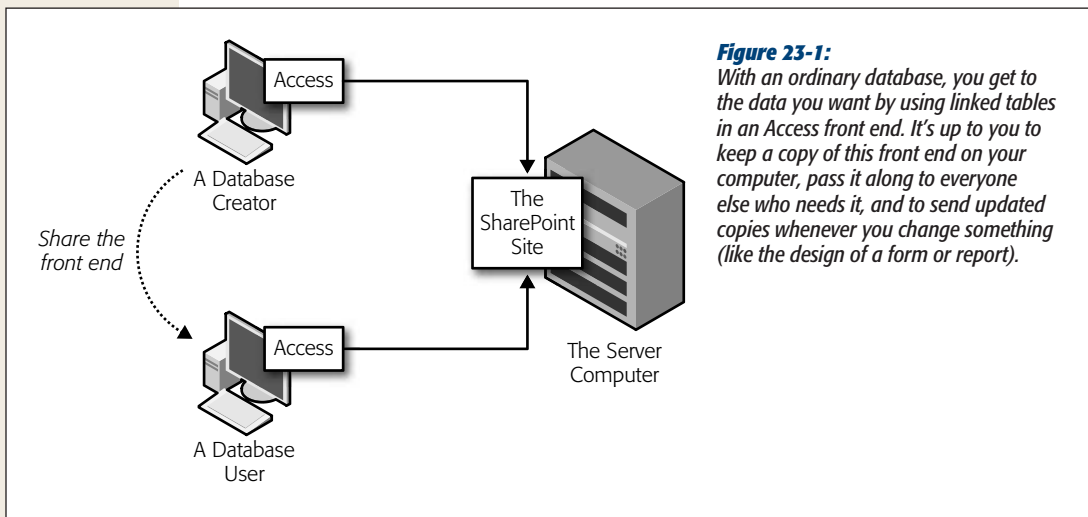 Access
A Database
Creator
Share the
front end
The
SharePoint
Site
Access
A Database
User
The Server
Computer
Figure 23-1:
With an ordinary database, you get to
the data you want by using linked tables
in an Access front end. It's up to you to
keep a copy of this front end on your
computer, pass it along to everyone
else who needs it, and to send updated
copies whenever you change something
(like the design of a form or report).